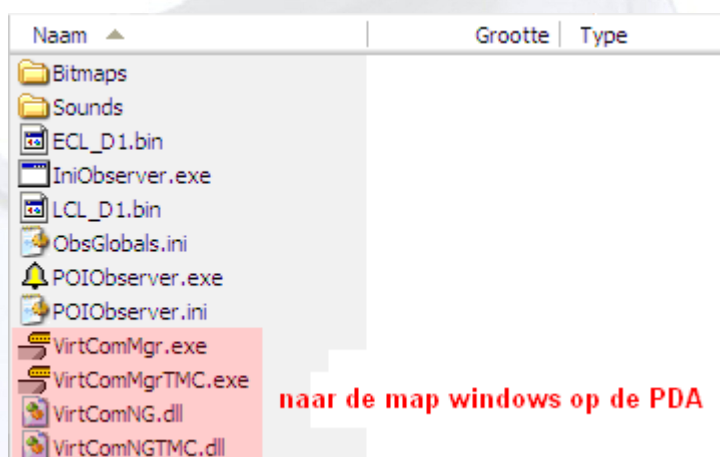 Naam Grootte Type
Bitmaps
Sounds
ECL_D1.bin
IniObserver.exe
LCL_D1.bin
ObsGlobals.ini
POIObserver.exe
POIObserver.ini
VirtComMgr.exe
VirtComMgrTMC.exe
naar de map windows op de PDA
VirtComNG.dll
VirtComNGTMC.dll